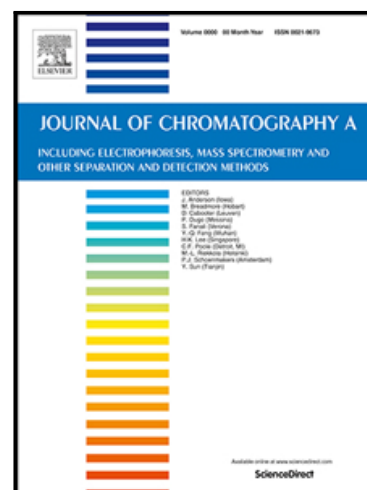 Volume 0000 00 Month Year ISSN 0021-9673
ELSEVIER
JOURNAL OF CHROMATOGRAPHY A
INCLUDING ELECTROPHORESIS, MASS SPECTROMETRY AND
OTHER SEPARATION AND DETECTION METHODS
EDITORS
J. Anderson (Iowa)
M. Breadmore (Hobart)
D. Cabooter (Leuven)
P. Dugo (Messina)
S. Fanali (Verona)
Y.-Q. Fang (Wuhan)
H.K. Lee (Singapore)
C.F. Poole (Detroit, MI)
M.-L. Riekkola (Helsinki)
P.J. Schoenmakers (Amsterdam)
Y. Sun (Tianjin)
Available online at www.sciencedirect.com
ScienceDirect